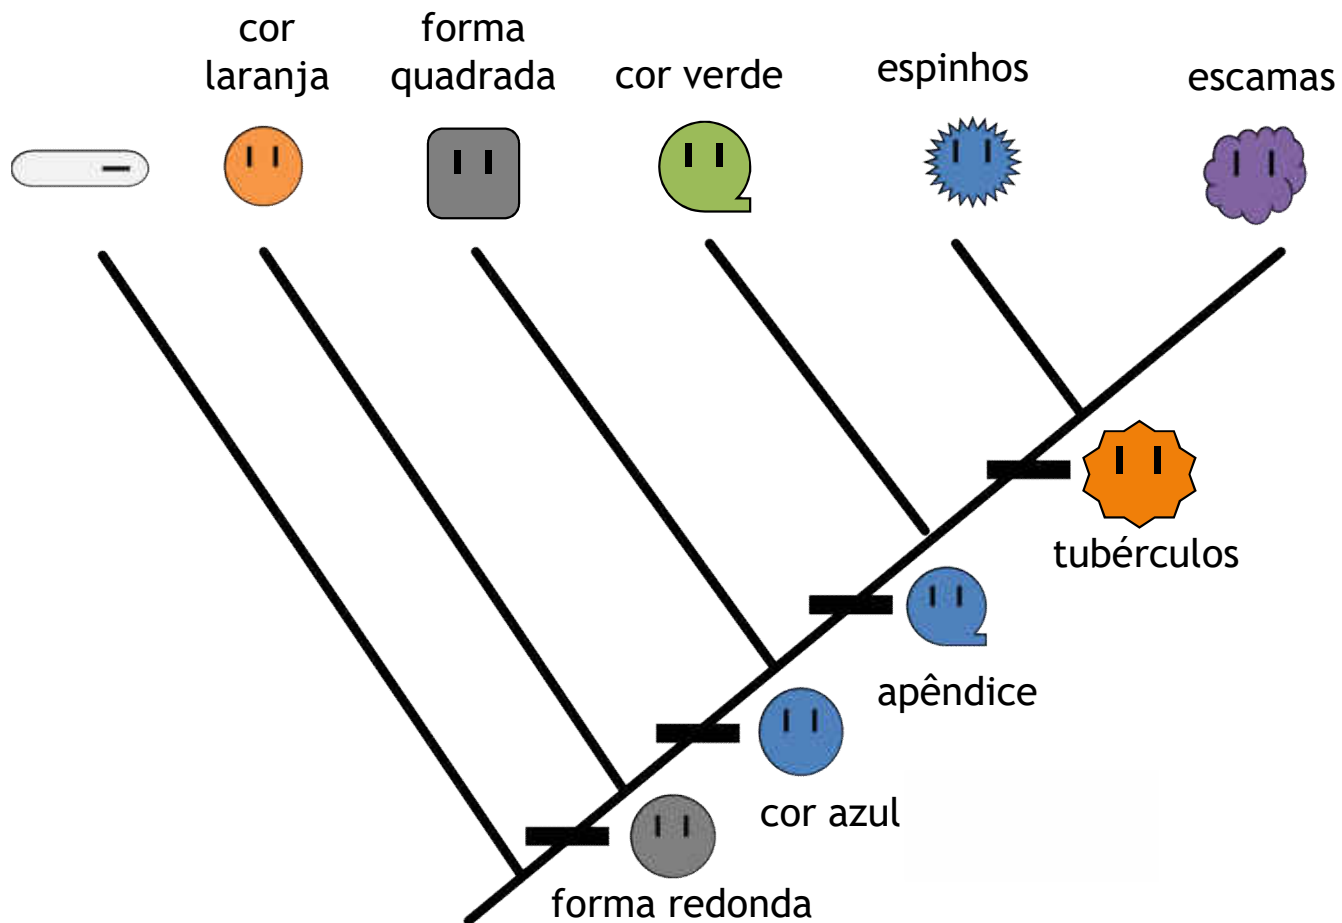 cor
laranja
forma
quadrada
cor verde
espinhos
escamas
tubérculos
apêndice
cor azul
forma redonda